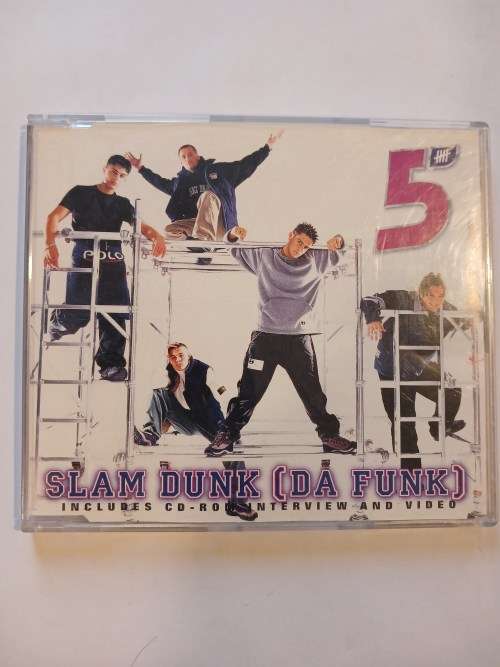 5
POLO
SLAM DUNK (DA FUNK)
INCLUDES CD-ROM INTERVIEW AND VIDEO